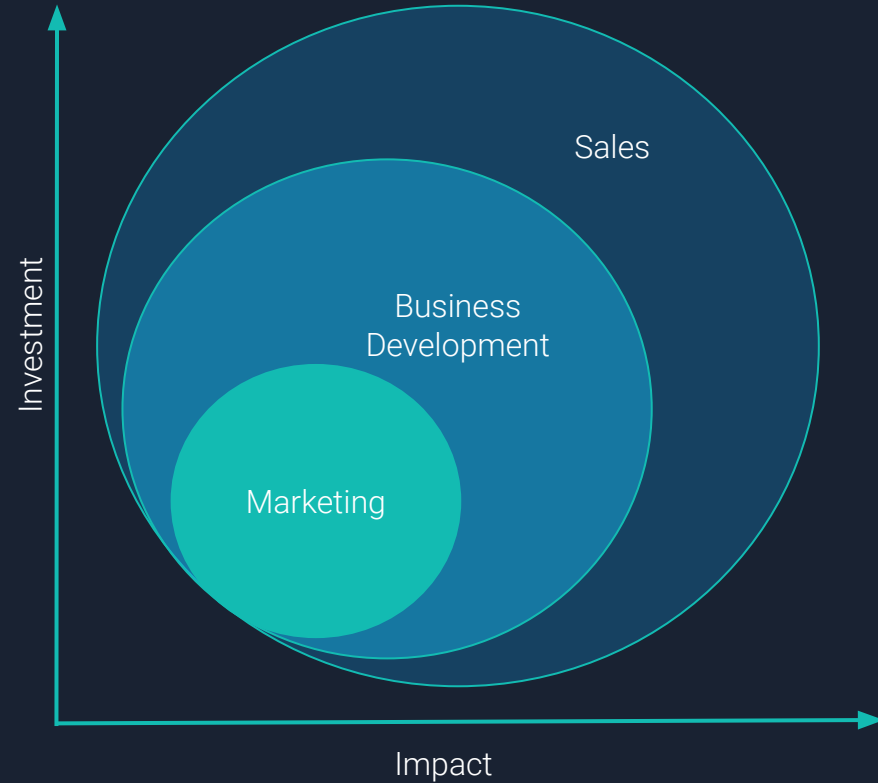 Sales
Business
Development
Marketing
Investment
Impact